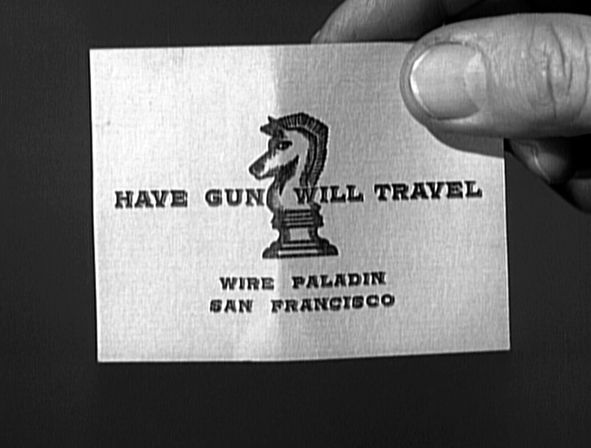 HAVE GUN WILL TRAVEL
WIRE PALADIN
SAN FRANCISCO